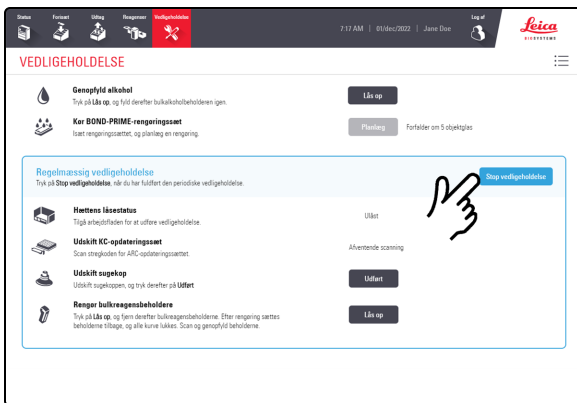 Status Forisæt Udtag Reagenser Vedligeholdelse
7:17 AM | 01/dec/2022 | Jane Doe
Log af
Leica
BIOSYSTEMS
VEDLIGEHOLDELSE
Genopfyld alkohol
Tryk på Lås op, og fyld derefter bulkalkoholbeholderen igen.
Lås op
Kør BOND-PRIME-rengøringssæt
Isæt rengøringssættet, og planlæg en rengøring.
Planlæg
Forfalder om 5 objektglas
Regelmæssig vedligeholdelse
Tryk på Stop vedligeholdelse, når du har fuldført den periodiske vedligeholdelse.
Stop vedligeholdelse
Hættens låsestatus
Tilgå arbejdsfladen for at udføre vedligeholdelse.
Ulåst
Udskift KC-opdateringssæt
Scan stregkoden for ARC-opdateringssættet.
Afventende scanning
Udskift sugekop
Udskift sugekoppen, og tryk derefter på Udført
Udført
Rengør bulkreagensbeholdere
Tryk på Lås op, og fjern derefter bulkreagensbeholderne. Efter rengøring sættes
beholderne tilbage, og alle kurve lukkes. Scan og genopfyld beholderne.
Lås op